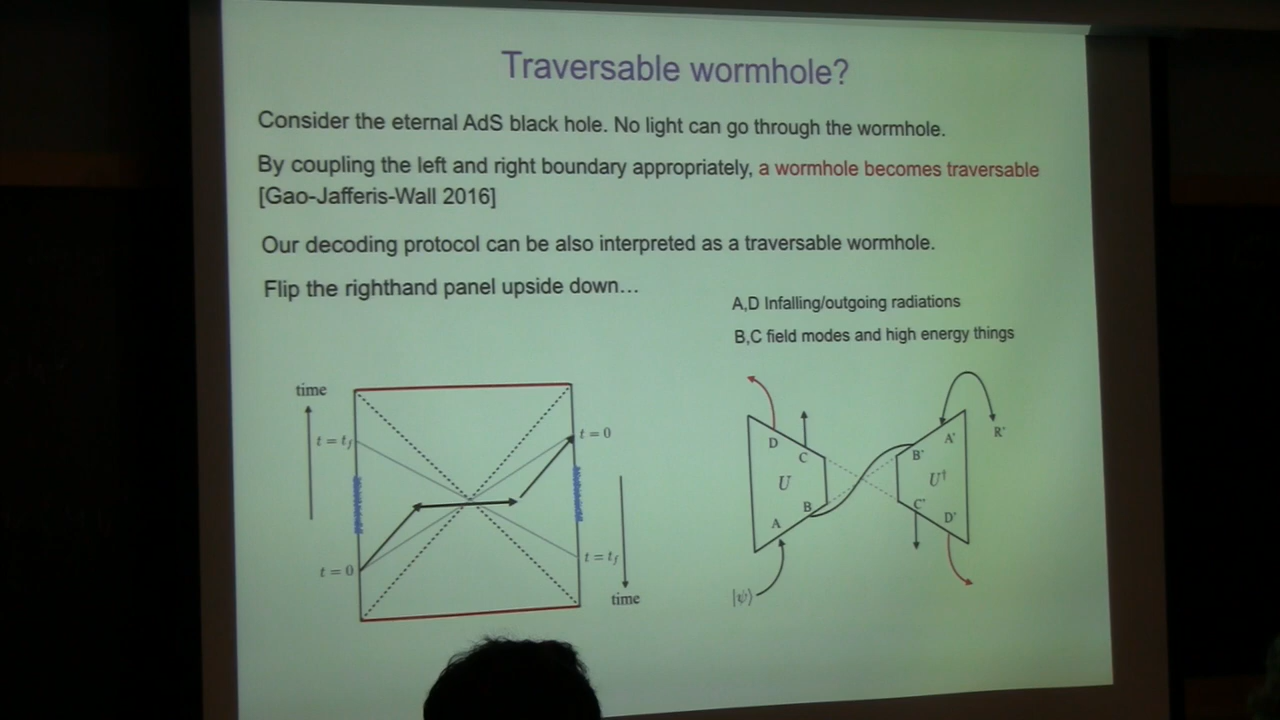 Traversable wormhole?
Consider the eternal AdS black hole. No light can go through the wormhole.
By coupling the left and right boundary appropriately, a wormhole becomes traversable
[Gao-Jafferis-Wall 2016]
Our decoding protocol can be also interpreted as a traversable wormhole.
Flip the righthand panel upside down…
A,D Infalling/outgoing radiations
B,C field modes and high energy things
time
t = t_f
t = 0
t = 0
t = t_f
time
D
C
U
B
A
|ψ⟩
A'
B'
U†
C'
D'
R'